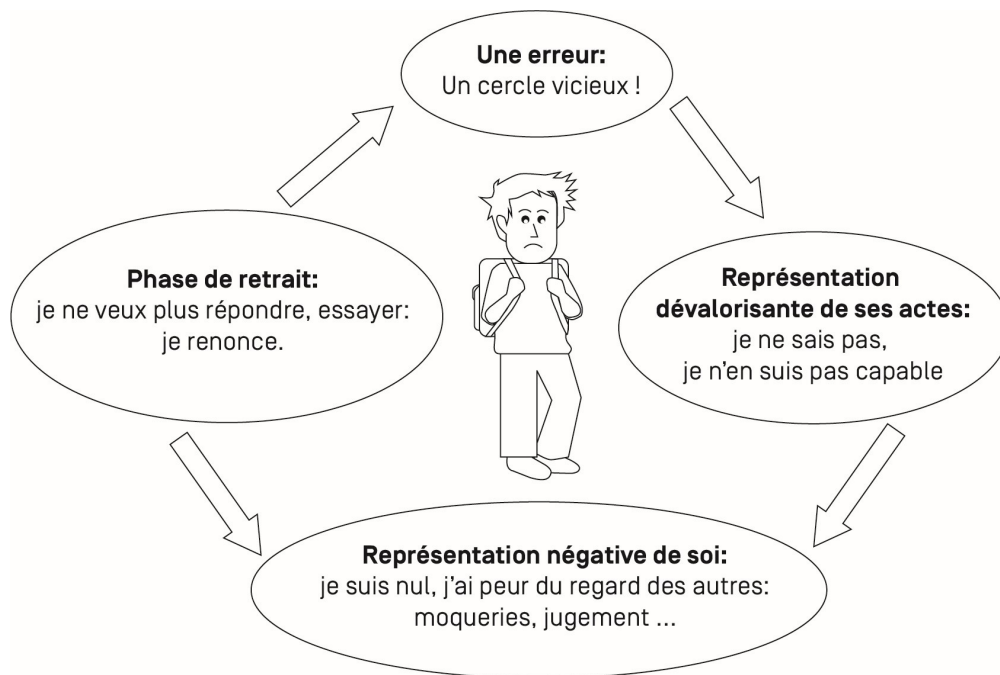 Une erreur:
Un cercle vicieux !
Phase de retrait:
je ne veux plus répondre, essayer:
je renonce.
Représentation
dévalorisante de ses actes:
je ne sais pas,
je n'en suis pas capable
Représentation négative de soi:
je suis nul, j'ai peur du regard des autres:
moqueries, jugement ...